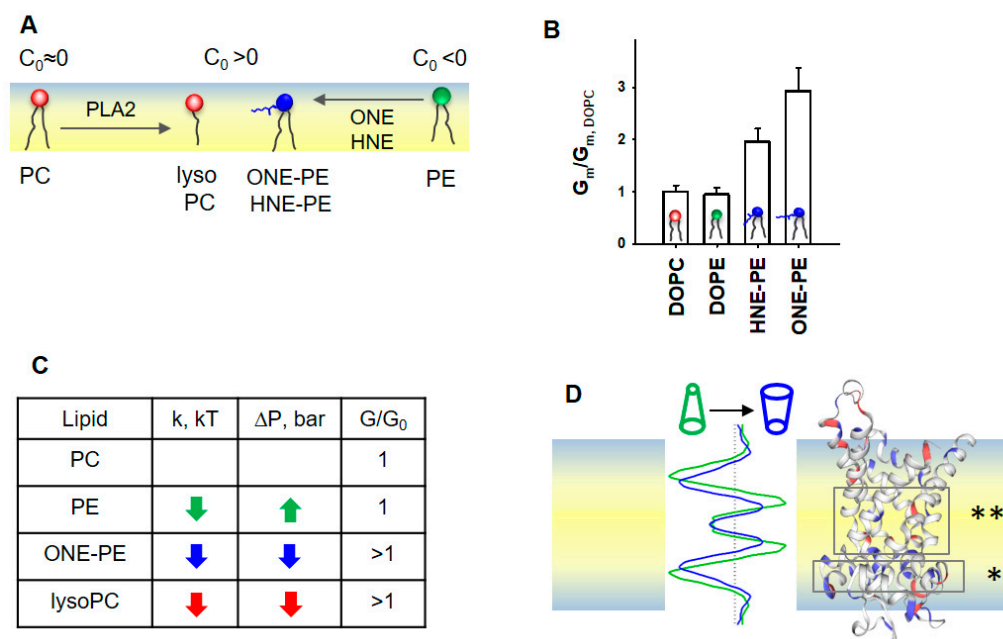 A
C₀≈0 C₀ >0 C₀ <0
PLA2
ONE
HNE
PC lyso PC ONE-PE HNE-PE PE
B
Gm/Gm, DOPC
3
2
1
0
DOPC DOPE HNE-PE ONE-PE
C
Lipid k, kT ΔP, bar G/G₀
PC 1
PE 1
ONE-PE >1
lysoPC >1
D
**
*